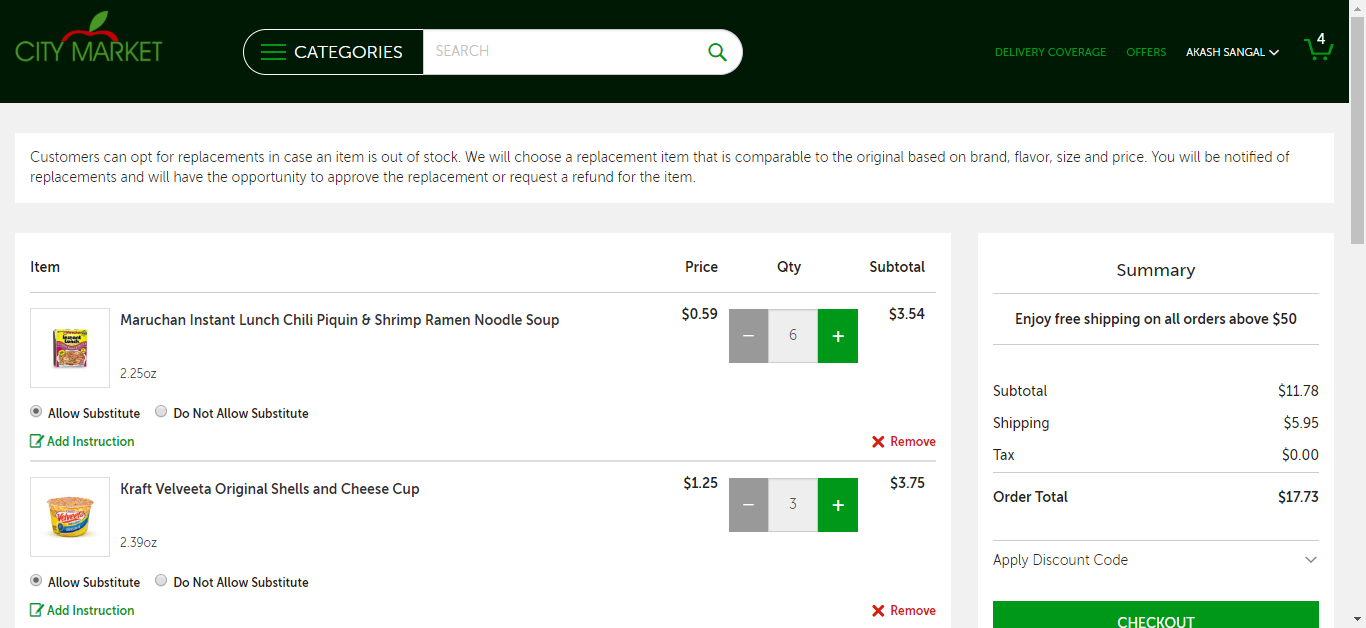 CITY MARKET
CATEGORIES
SEARCH
DELIVERY COVERAGE
OFFERS
AKASH SANGAL
4
Customers can opt for replacements in case an item is out of stock. We will choose a replacement item that is comparable to the original based on brand, flavor, size and price. You will be notified of
replacements and will have the opportunity to approve the replacement or request a refund for the item.
Item Price Qty Subtotal
Maruchan Instant Lunch Chili Piquin & Shrimp Ramen Noodle Soup $0.59 − 6 + $3.54
Instant
Lunch
2.25oz
Allow Substitute Do Not Allow Substitute
Add Instruction Remove
Kraft Velveeta Original Shells and Cheese Cup $1.25 − 3 + $3.75
Velveeta
2.39oz
Allow Substitute Do Not Allow Substitute
Add Instruction Remove
Summary
Enjoy free shipping on all orders above $50
Subtotal $11.78
Shipping $5.95
Tax $0.00
Order Total $17.73
Apply Discount Code
CHECKOUT